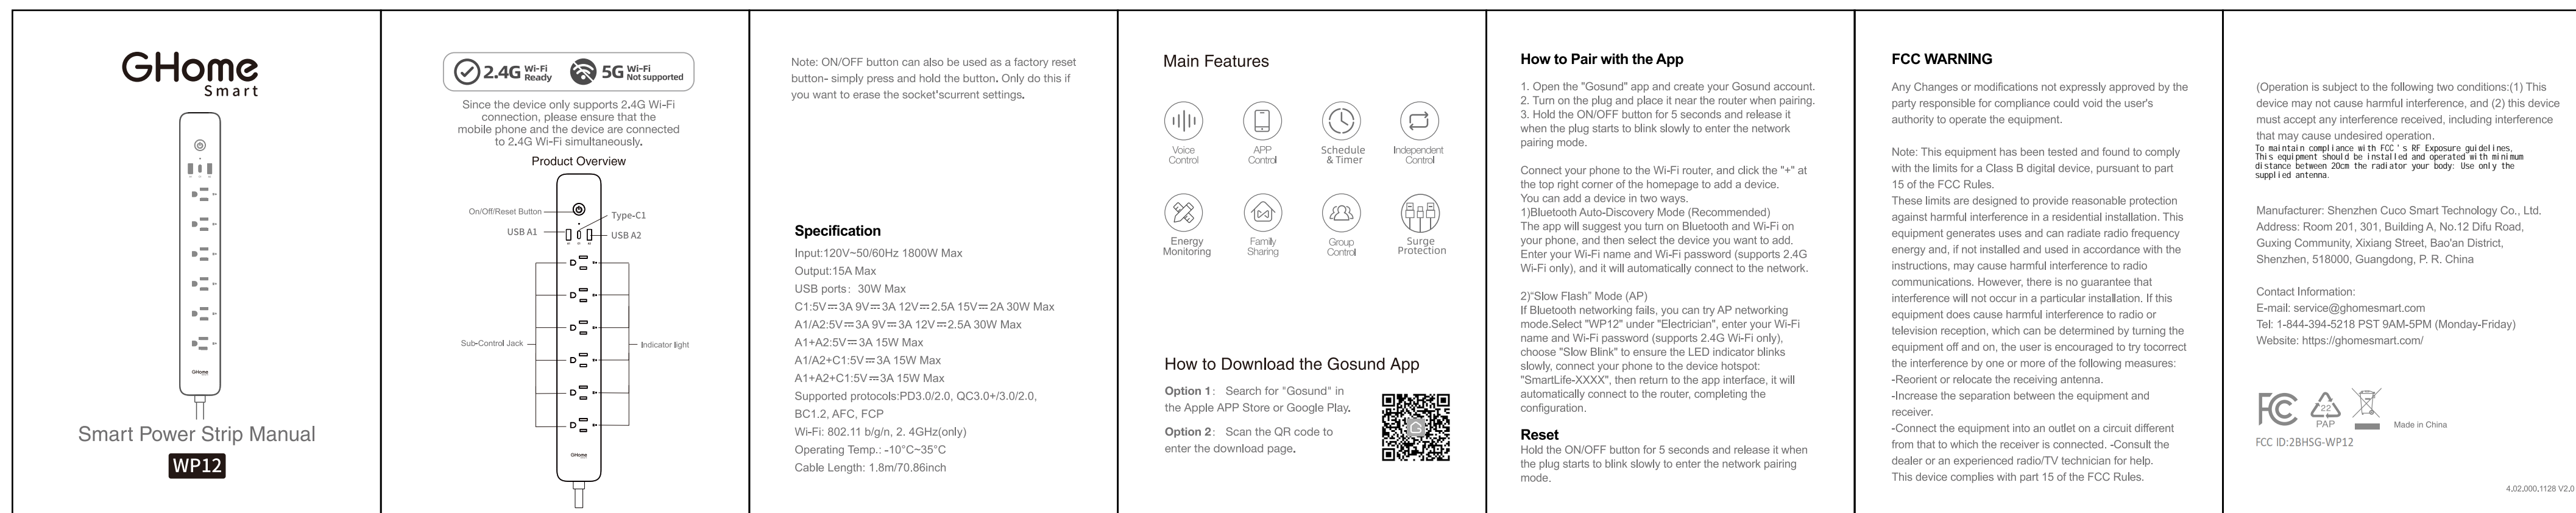 GHome
Smart
GHome
Smart Power Strip Manual
WP12
2.4G Wi-Fi Ready
5G Wi-Fi Not supported
Since the device only supports 2.4G Wi-Fi
connection, please ensure that the
mobile phone and the device are connected
to 2.4G Wi-Fi simultaneously.
Product Overview
On/Off/Reset Button
Type-C1
USB A1
USB A2
Sub-Control Jack
Indicator light
GHome
Note: ON/OFF button can also be used as a factory reset
button- simply press and hold the button. Only do this if
you want to erase the socket'scurrent settings.
Specification
Input:120V~50/60Hz 1800W Max
Output:15A Max
USB ports: 30W Max
C1:5V⎓3A 9V⎓3A 12V⎓2.5A 15V⎓2A 30W Max
A1/A2:5V⎓3A 9V⎓3A 12V⎓2.5A 30W Max
A1+A2:5V⎓3A 15W Max
A1/A2+C1:5V⎓3A 15W Max
A1+A2+C1:5V⎓3A 15W Max
Supported protocols:PD3.0/2.0, QC3.0+/3.0/2.0,
BC1.2, AFC, FCP
Wi-Fi: 802.11 b/g/n, 2. 4GHz(only)
Operating Temp.: -10°C~35°C
Cable Length: 1.8m/70.86inch
Main Features
Voice
Control
APP
Control
Schedule
& Timer
Independent
Control
Energy
Monitoring
Family
Sharing
Group
Control
Surge
Protection
How to Download the Gosund App
Option 1: Search for "Gosund" in
the Apple APP Store or Google Play.
Option 2: Scan the QR code to
enter the download page.
How to Pair with the App
1. Open the "Gosund" app and create your Gosund account.
2. Turn on the plug and place it near the router when pairing.
3. Hold the ON/OFF button for 5 seconds and release it
when the plug starts to blink slowly to enter the network
pairing mode.
Connect your phone to the Wi-Fi router, and click the "+" at
the top right corner of the homepage to add a device.
You can add a device in two ways.
1)Bluetooth Auto-Discovery Mode (Recommended)
The app will suggest you turn on Bluetooth and Wi-Fi on
your phone, and then select the device you want to add.
Enter your Wi-Fi name and Wi-Fi password (supports 2.4G
Wi-Fi only), and it will automatically connect to the network.
2)“Slow Flash” Mode (AP)
If Bluetooth networking fails, you can try AP networking
mode.Select "WP12" under "Electrician", enter your Wi-Fi
name and Wi-Fi password (supports 2.4G Wi-Fi only),
choose "Slow Blink" to ensure the LED indicator blinks
slowly, connect your phone to the device hotspot:
"SmartLife-XXXX", then return to the app interface, it will
automatically connect to the router, completing the
configuration.
Reset
Hold the ON/OFF button for 5 seconds and release it when
the plug starts to blink slowly to enter the network pairing
mode.
FCC WARNING
Any Changes or modifications not expressly approved by the
party responsible for compliance could void the user's
authority to operate the equipment.
Note: This equipment has been tested and found to comply
with the limits for a Class B digital device, pursuant to part
15 of the FCC Rules.
These limits are designed to provide reasonable protection
against harmful interference in a residential installation. This
equipment generates uses and can radiate radio frequency
energy and, if not installed and used in accordance with the
instructions, may cause harmful interference to radio
communications. However, there is no guarantee that
interference will not occur in a particular installation. If this
equipment does cause harmful interference to radio or
television reception, which can be determined by turning the
equipment off and on, the user is encouraged to try tocorrect
the interference by one or more of the following measures:
-Reorient or relocate the receiving antenna.
-Increase the separation between the equipment and
receiver.
-Connect the equipment into an outlet on a circuit different
from that to which the receiver is connected. -Consult the
dealer or an experienced radio/TV technician for help.
This device complies with part 15 of the FCC Rules.
(Operation is subject to the following two conditions:(1) This
device may not cause harmful interference, and (2) this device
must accept any interference received, including interference
that may cause undesired operation.
To maintain compliance with FCC's RF Exposure guidelines,
This equipment should be installed and operated with minimum
distance between 20cm the radiator your body: Use only the
supplied antenna.
Manufacturer: Shenzhen Cuco Smart Technology Co., Ltd.
Address: Room 201, 301, Building A, No.12 Difu Road,
Guxing Community, Xixiang Street, Bao'an District,
Shenzhen, 518000, Guangdong, P. R. China
Contact Information:
E-mail: service@ghomesmart.com
Tel: 1-844-394-5218 PST 9AM-5PM (Monday-Friday)
Website: https://ghomesmart.com/
FC
22
PAP
Made in China
FCC ID:2BHSG-WP12
4.02.000.1128 V2.0